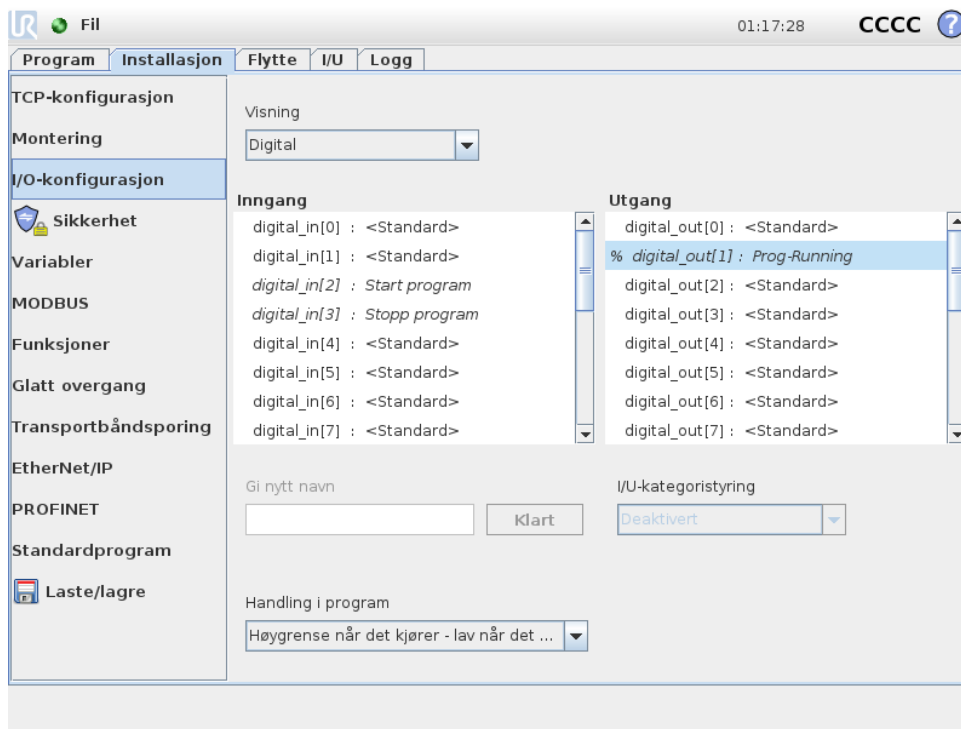 UR Fil 01:17:28 CCCC ?
Program Installasjon Flytte I/U Logg
TCP-konfigurasjon
Montering
I/O-konfigurasjon
Sikkerhet
Variabler
MODBUS
Funksjoner
Glatt overgang
Transportbåndsporing
EtherNet/IP
PROFINET
Standardprogram
Laste/lagre
Visning
Digital
Inngang
digital_in[0] : <Standard>
digital_in[1] : <Standard>
digital_in[2] : Start program
digital_in[3] : Stopp program
digital_in[4] : <Standard>
digital_in[5] : <Standard>
digital_in[6] : <Standard>
digital_in[7] : <Standard>
Utgang
digital_out[0] : <Standard>
% digital_out[1] : Prog-Running
digital_out[2] : <Standard>
digital_out[3] : <Standard>
digital_out[4] : <Standard>
digital_out[5] : <Standard>
digital_out[6] : <Standard>
digital_out[7] : <Standard>
Gi nytt navn
Klart
I/U-kategoristyring
Deaktivert
Handling i program
Høygrense når det kjører - lav når det ...